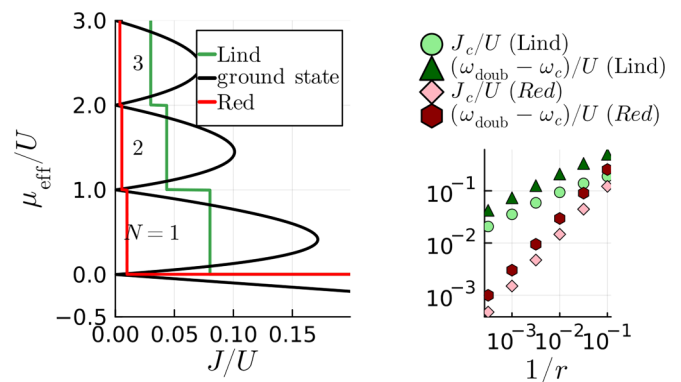 3.0
2.0
1.0
0.0
−0.5
μ_eff/U
3
2
N = 1
Lind
ground state
Red
0.00 0.05 0.10 0.15
J/U
J_c/U (Lind)
(ω_doub − ω_c)/U (Lind)
J_c/U (Red)
(ω_doub − ω_c)/U (Red)
10^−1
10^−2
10^−3
10^−3 10^−2 10^−1
1/r